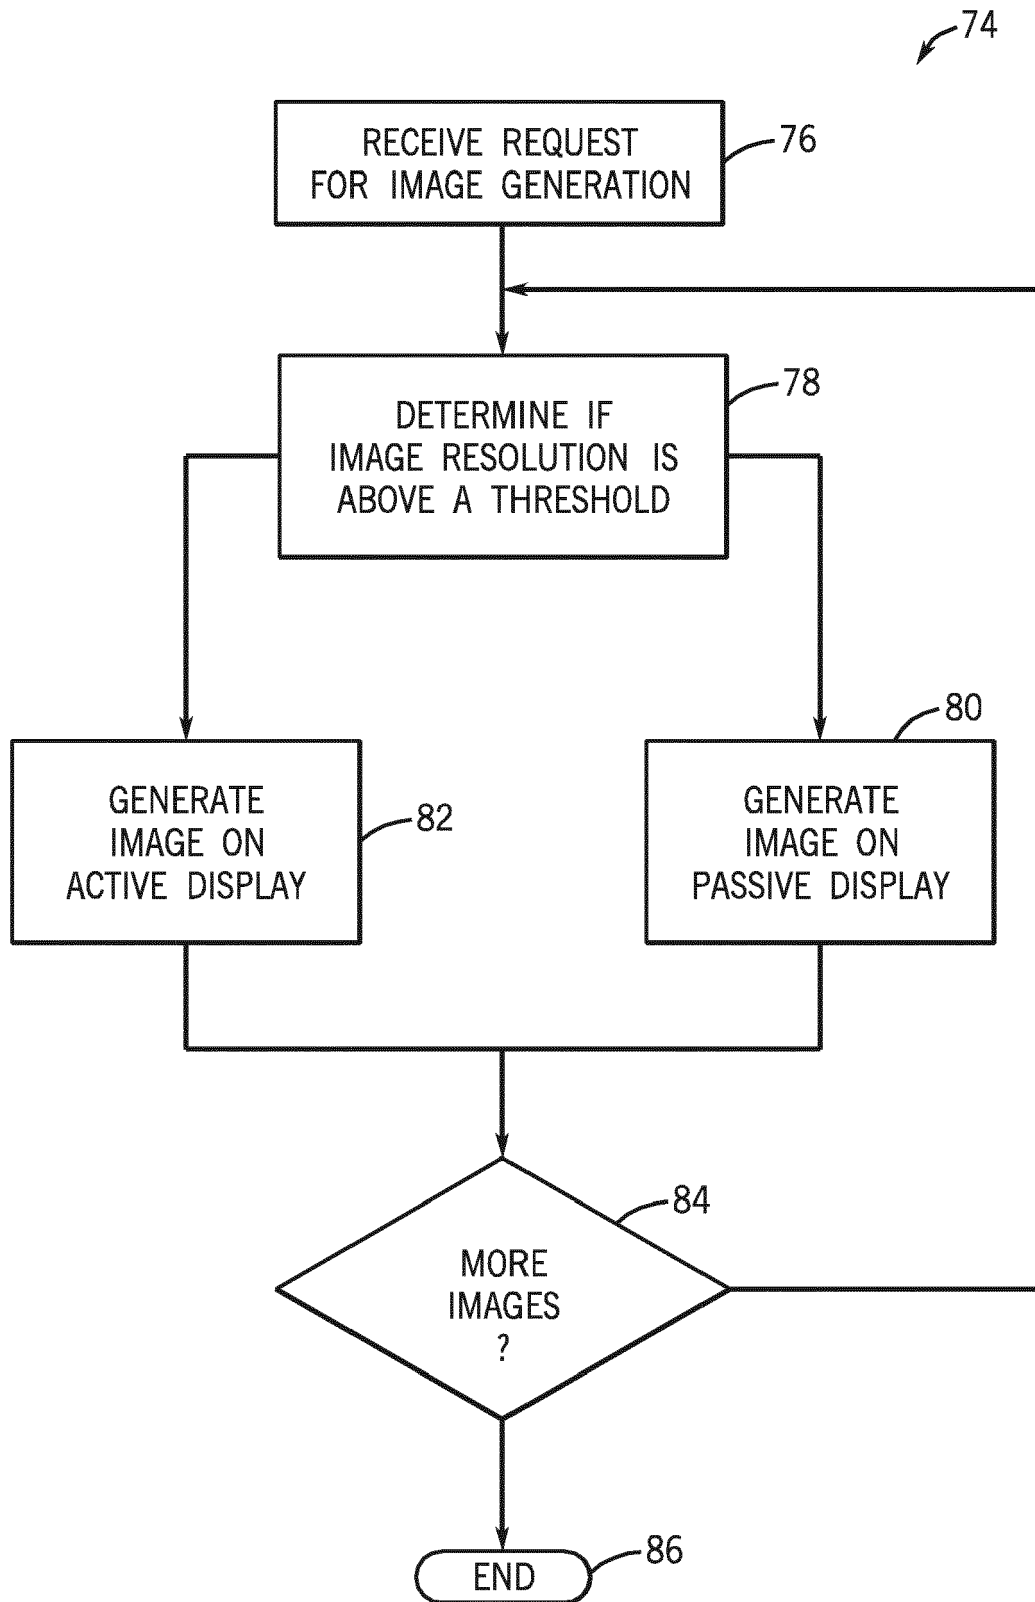 74
RECEIVE REQUEST
FOR IMAGE GENERATION
76
DETERMINE IF
IMAGE RESOLUTION IS
ABOVE A THRESHOLD
78
GENERATE
IMAGE ON
ACTIVE DISPLAY
82
GENERATE
IMAGE ON
PASSIVE DISPLAY
80
MORE
IMAGES
?
84
END
86